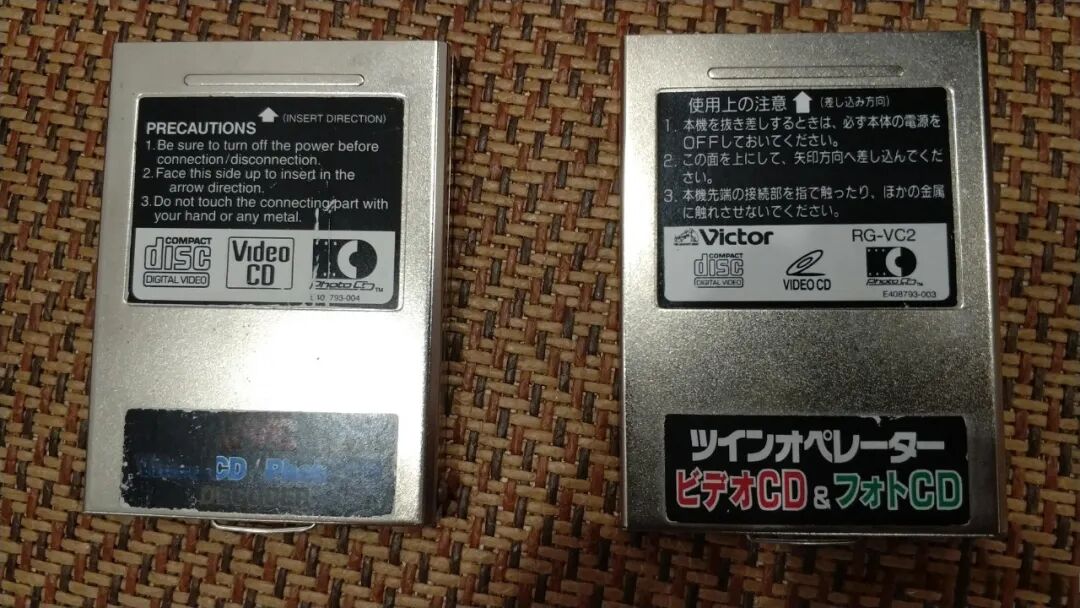 PRECAUTIONS
(INSERT DIRECTION)
1. Be sure to turn off the power before
connection/disconnection.
2. Face this side up to insert in the
arrow direction.
3. Do not touch the connecting part with
your hand or any metal.
COMPACT
disc
DIGITAL VIDEO
Video
CD
Photo CD TM
793-004
CD /
使用上の注意
(差し込み方向)
1. 本機を抜き差しするときは、必ず本体の電源を
OFFしておいてください。
2. この面を上にして、矢印方向へ差し込んでくだ
さい。
3. 本機先端の接続部を指で触ったり、ほかの金属
に触れさせないでください。
Victor
RG-VC2
COMPACT
disc
DIGITAL VIDEO
VIDEO CD
Photo CD TM
E408793-003
ツインオペレーター
ビデオCD & フォトCD